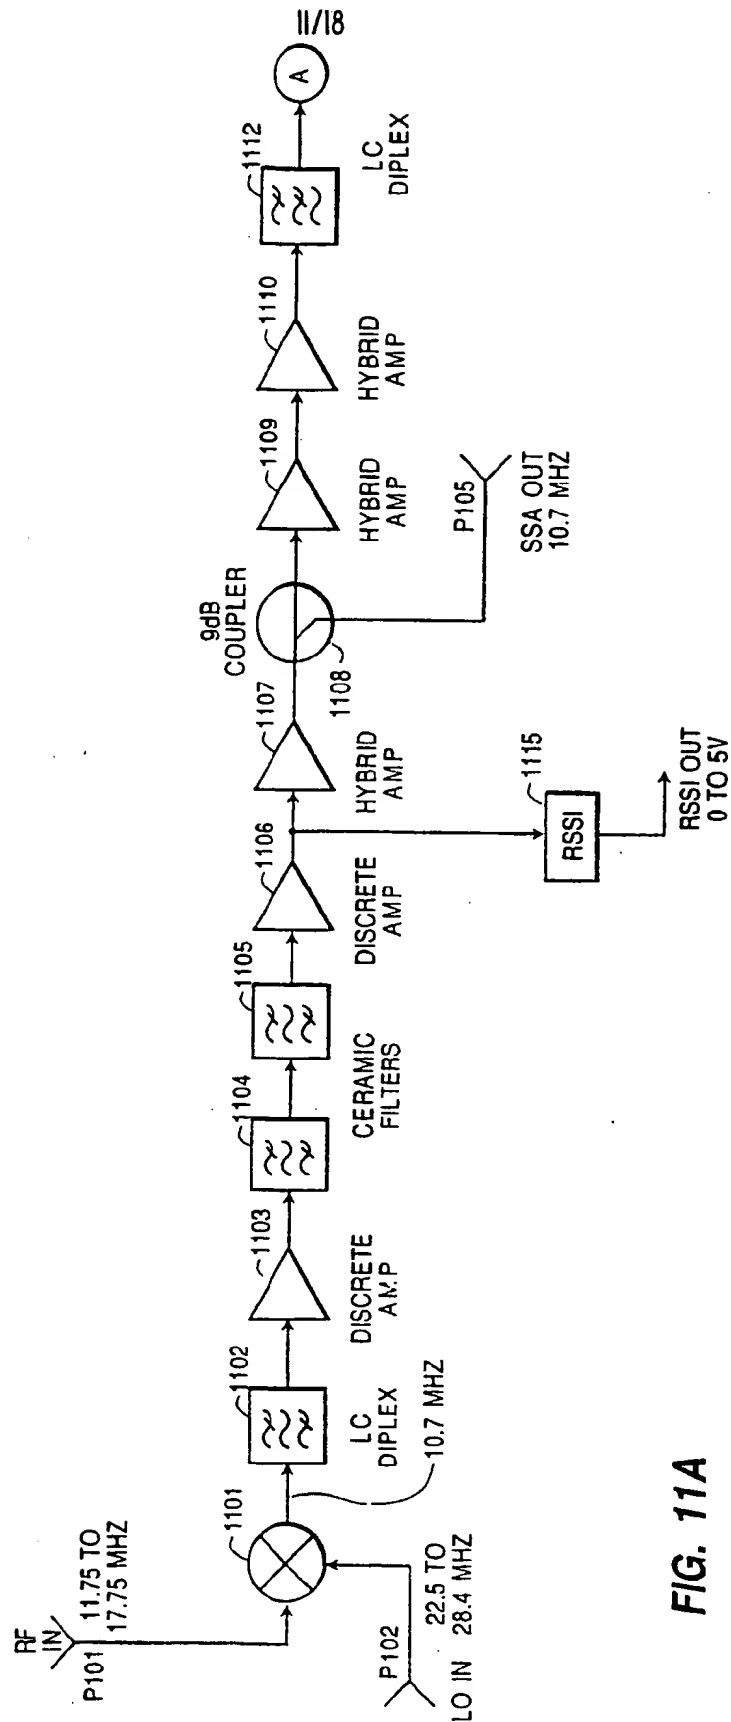 11/18
RF
IN
P101
11.75 TO
17.75 MHZ
1101
P102
LO IN
22.5 TO
28.4 MHZ
10.7 MHZ
1102
LC
DIPLEX
1103
DISCRETE
AMP
1104
1105
CERAMIC
FILTERS
1106
DISCRETE
AMP
1107
HYBRID
AMP
1115
RSSI
RSSI OUT
0 TO 5V
9dB
COUPLER
1108
P105
SSA OUT
10.7 MHZ
1109
HYBRID
AMP
1110
HYBRID
AMP
1112
LC
DIPLEX
A
FIG. 11A